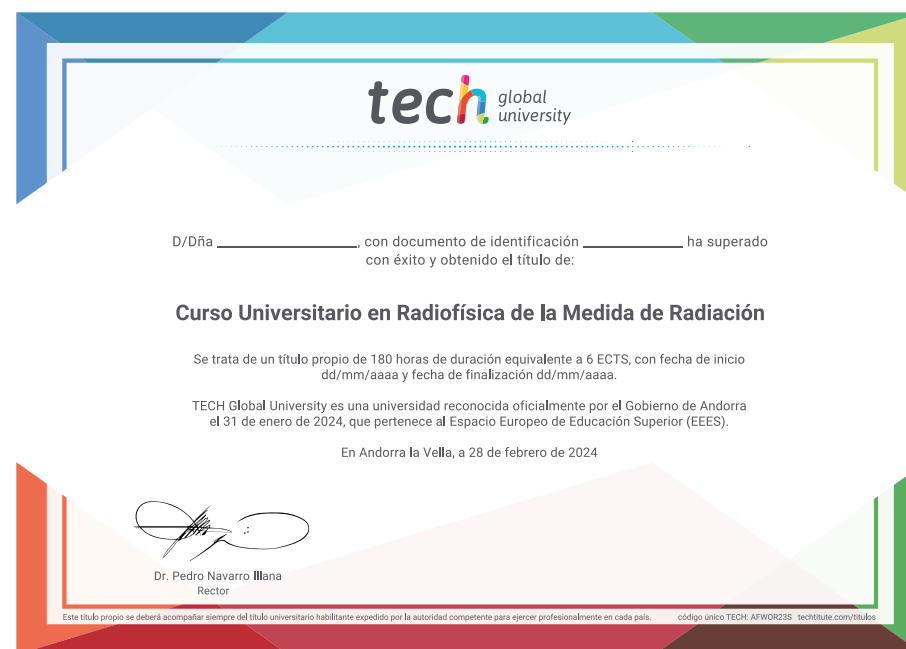 tech global university
D/Dña ____________, con documento de identificación ____________ ha superado
con éxito y obtenido el título de:
Curso Universitario en Radiofísica de la Medida de Radiación
Se trata de un título propio de 180 horas de duración equivalente a 6 ECTS, con fecha de inicio
dd/mm/aaaa y fecha de finalización dd/mm/aaaa.
TECH Global University es una universidad reconocida oficialmente por el Gobierno de Andorra
el 31 de enero de 2024, que pertenece al Espacio Europeo de Educación Superior (EEES).
En Andorra la Vella, a 28 de febrero de 2024
Dr. Pedro Navarro Illana
Rector
Este título propio se deberá acompañar siempre del título universitario habilitante expedido por la autoridad competente para ejercer profesionalmente en cada país. código único TECH: AFWOR23S techtitute.com/titulos